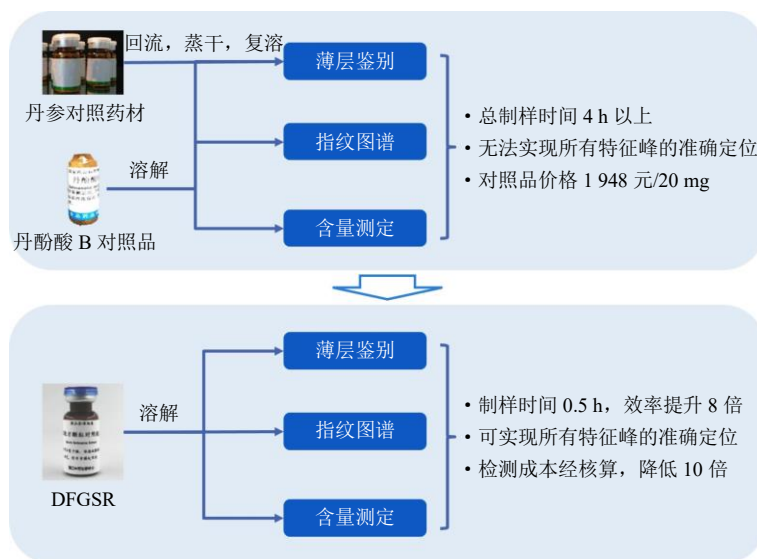 回流，蒸干，复溶
薄层鉴别
丹参对照药材
• 总制样时间 4 h 以上
指纹图谱
• 无法实现所有特征峰的准确定位
溶解
• 对照品价格 1 948 元/20 mg
含量测定
丹酚酸 B 对照品
薄层鉴别
溶解
• 制样时间 0.5 h，效率提升 8 倍
指纹图谱
• 可实现所有特征峰的准确定位
• 检测成本经核算，降低 10 倍
DFGSR
含量测定